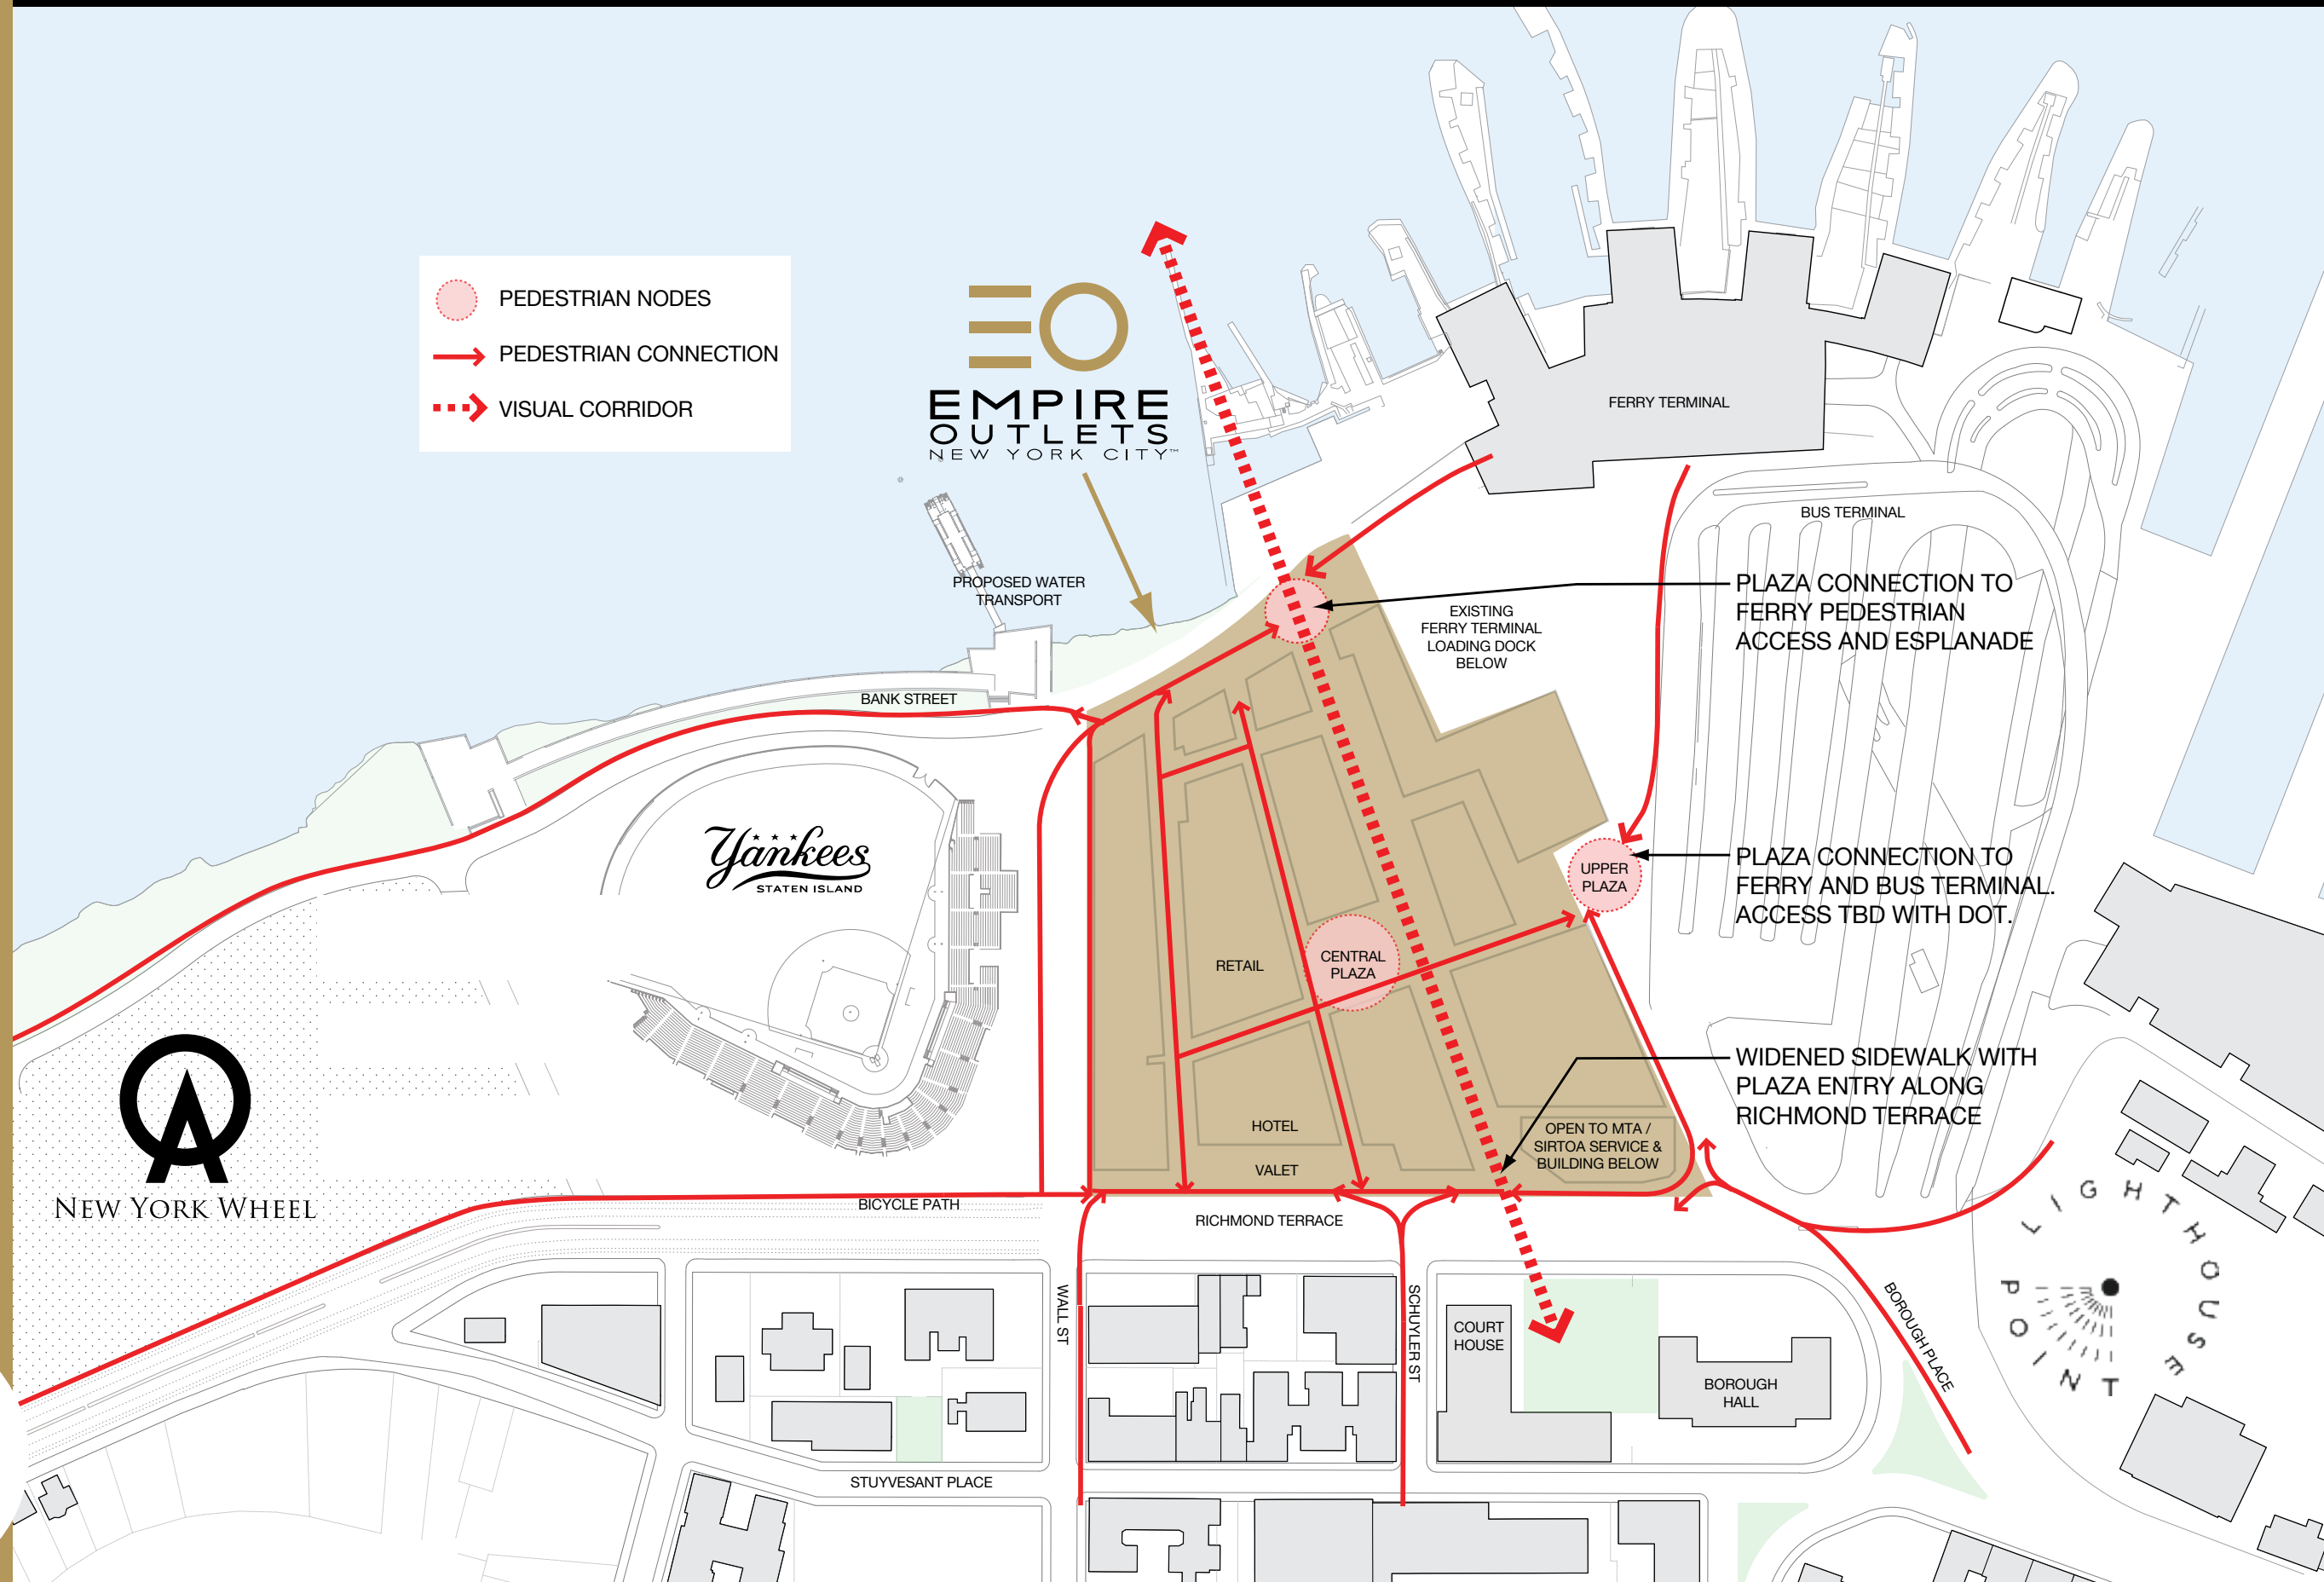 PEDESTRIAN NODES
PEDESTRIAN CONNECTION
VISUAL CORRIDOR
EO
EMPIRE
OUTLETS
NEW YORK CITY™
FERRY TERMINAL
BUS TERMINAL
PROPOSED WATER
TRANSPORT
EXISTING
FERRY TERMINAL
LOADING DOCK
BELOW
PLAZA CONNECTION TO
FERRY PEDESTRIAN
ACCESS AND ESPLANADE
BANK STREET
Yankees
STATEN ISLAND
UPPER
PLAZA
PLAZA CONNECTION TO
FERRY AND BUS TERMINAL.
ACCESS TBD WITH DOT.
RETAIL
CENTRAL
PLAZA
WIDENED SIDEWALK WITH
PLAZA ENTRY ALONG
RICHMOND TERRACE
HOTEL
VALET
OPEN TO MTA /
SIRTOA SERVICE &
BUILDING BELOW
NEW YORK WHEEL
BICYCLE PATH
RICHMOND TERRACE
LIGHTHOUSE
POINT
WALL ST
SCHUYLER ST
COURT
HOUSE
BOROUGH
HALL
BOROUGH PLACE
STUYVESANT PLACE